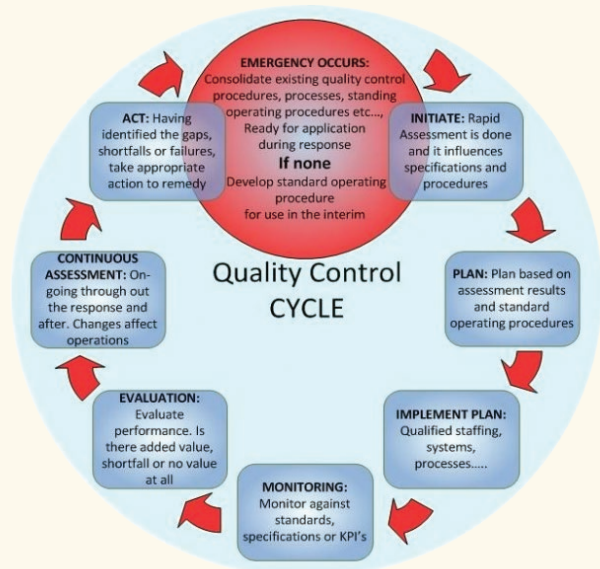 EMERGENCY OCCURS:
Consolidate existing quality control
procedures, processes, standing
operating procedures etc...,
Ready for application
during response
If none
Develop standard operating
procedure
for use in the interim
INITIATE: Rapid
Assessment is done
and it influences
specifications and
procedures
PLAN: Plan based on
assessment results
and standard
operating procedures
IMPLEMENT PLAN:
Qualified staffing,
systems,
processes.....
MONITORING:
Monitor against
standards,
specifications or KPI's
EVALUATION:
Evaluate
performance. Is
there added value,
shortfall or no value
at all
CONTINUOUS
ASSESSMENT: On-
going through out
the response and
after. Changes affect
operations
ACT: Having
identified the gaps,
shortfalls or failures,
take appropriate
action to remedy
Quality Control
CYCLE